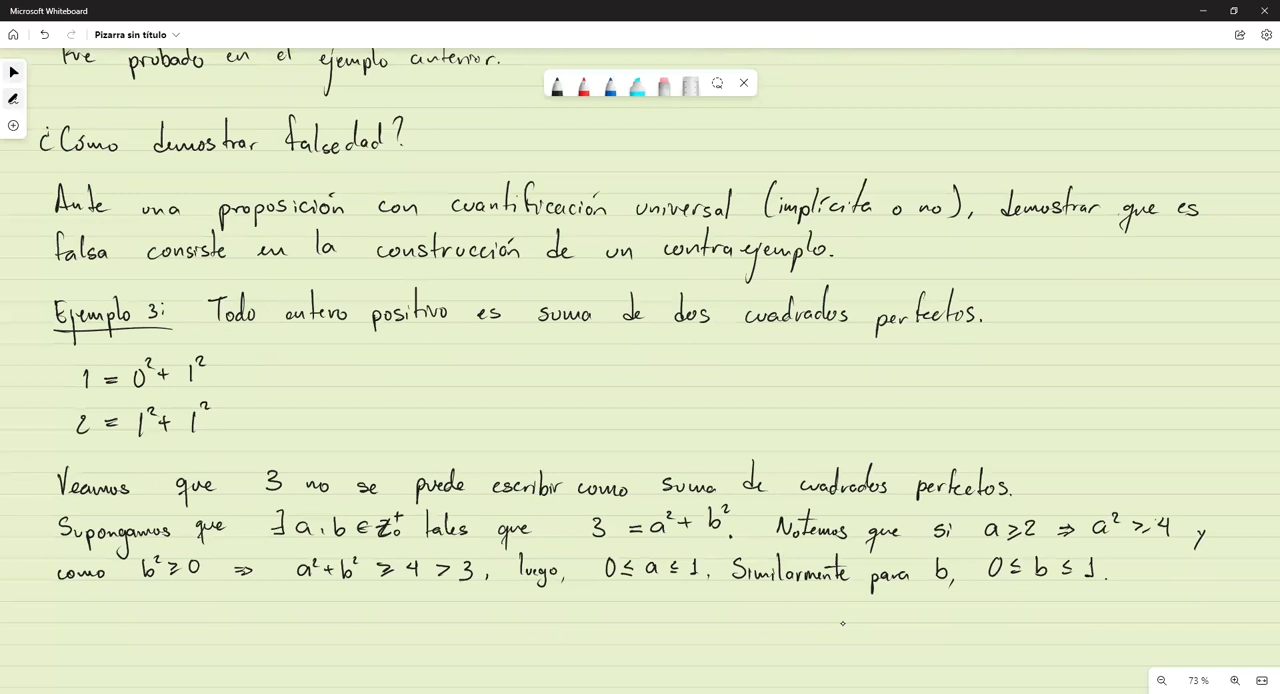 Microsoft Whiteboard
Pizarra sin título
Fue probado en el ejemplo anterior.
¿Cómo demostrar falsedad?
Ante una proposición con cuantificación universal (implícita o no), demostrar que es
falsa consiste en la construcción de un contraejemplo.
Ejemplo 3: Todo entero positivo es suma de dos cuadrados perfectos.
1 = 0² + 1²
2 = 1² + 1²
Veamos que 3 no se puede escribir como suma de cuadrados perfectos.
Supongamos que ∃ a, b ∈ ℤ₀⁺ tales que 3 = a² + b². Notemos que si a ≥ 2 ⇒ a² ≥ 4 y
como b² ≥ 0 ⇒ a² + b² ≥ 4 > 3, luego, 0 ≤ a ≤ 1. Similarmente para b, 0 ≤ b ≤ 1.
73 %